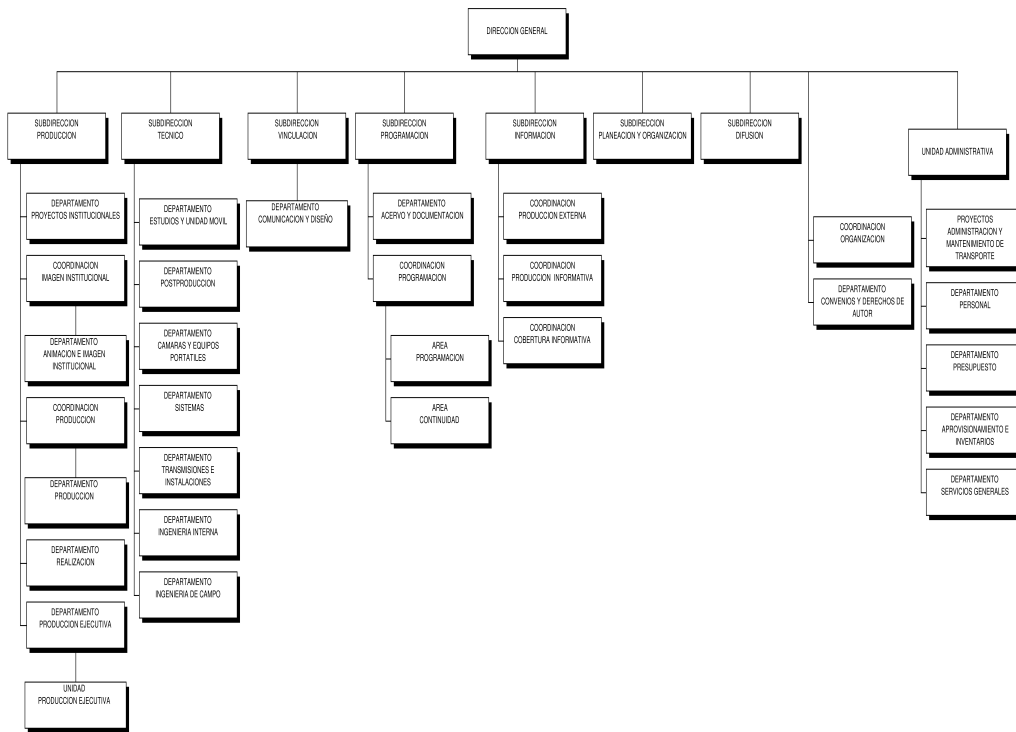 DIRECCION GENERAL
SUBDIRECCION
PRODUCCION
SUBDIRECCION
TECNICO
SUBDIRECCION
VINCULACION
SUBDIRECCION
PROGRAMACION
SUBDIRECCION
INFORMACION
SUBDIRECCION
PLANEACION Y ORGANIZACION
SUBDIRECCION
DIFUSION
UNIDAD ADMINISTRATIVA
DEPARTAMENTO
PROYECTOS INSTITUCIONALES
COORDINACION
IMAGEN INSTITUCIONAL
DEPARTAMENTO
ANIMACION E IMAGEN
INSTITUCIONAL
COORDINACION
PRODUCCION
DEPARTAMENTO
PRODUCCION
DEPARTAMENTO
REALIZACION
DEPARTAMENTO
PRODUCCION EJECUTIVA
UNIDAD
PRODUCCION EJECUTIVA
DEPARTAMENTO
ESTUDIOS Y UNIDAD MOVIL
DEPARTAMENTO
POSTPRODUCCION
DEPARTAMENTO
CAMARAS Y EQUIPOS
PORTATILES
DEPARTAMENTO
SISTEMAS
DEPARTAMENTO
TRANSMISIONES E
INSTALACIONES
DEPARTAMENTO
INGENIERIA INTERNA
DEPARTAMENTO
INGENIERIA DE CAMPO
DEPARTAMENTO
COMUNICACION Y DISEÑO
DEPARTAMENTO
ACERVO Y DOCUMENTACION
COORDINACION
PROGRAMACION
AREA
PROGRAMACION
AREA
CONTINUIDAD
COORDINACION
PRODUCCION EXTERNA
COORDINACION
PRODUCCION INFORMATIVA
COORDINACION
COBERTURA INFORMATIVA
COORDINACION
ORGANIZACION
DEPARTAMENTO
CONVENIOS Y DERECHOS DE
AUTOR
PROYECTOS
ADMINISTRACION Y
MANTENIMIENTO DE
TRANSPORTE
DEPARTAMENTO
PERSONAL
DEPARTAMENTO
PRESUPUESTO
DEPARTAMENTO
APROVISIONAMIENTO E
INVENTARIOS
DEPARTAMENTO
SERVICIOS GENERALES